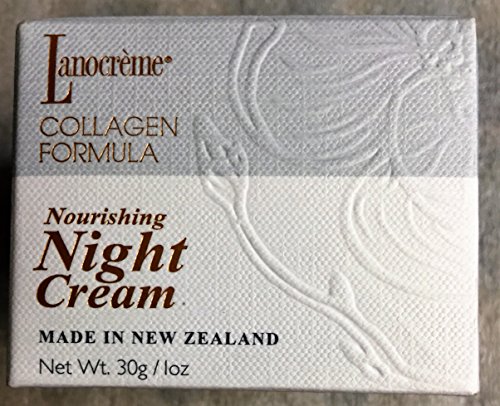 Lanocrème®
COLLAGEN
FORMULA
Nourishing
Night
Cream
MADE IN NEW ZEALAND
Net Wt. 30g / 1oz